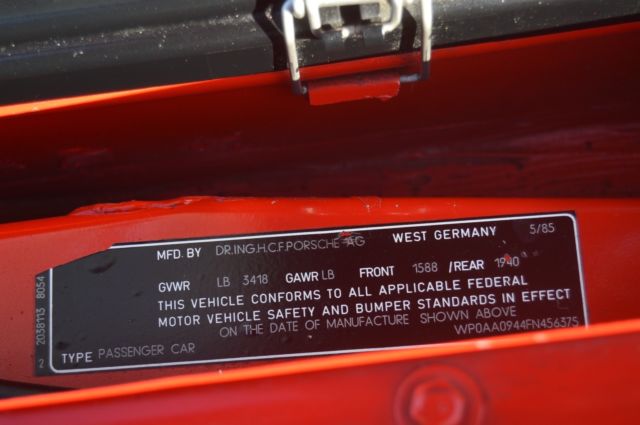 MFD. BY DR.ING.H.C.F.PORSCHE AG WEST GERMANY 5/85
GVWR LB 3418 GAWR LB FRONT 1588 /REAR 1940
THIS VEHICLE CONFORMS TO ALL APPLICABLE FEDERAL
MOTOR VEHICLE SAFETY AND BUMPER STANDARDS IN EFFECT
ON THE DATE OF MANUFACTURE SHOWN ABOVE
WP0AA0944FN456375
TYPE PASSENGER CAR
2 2038113 8054